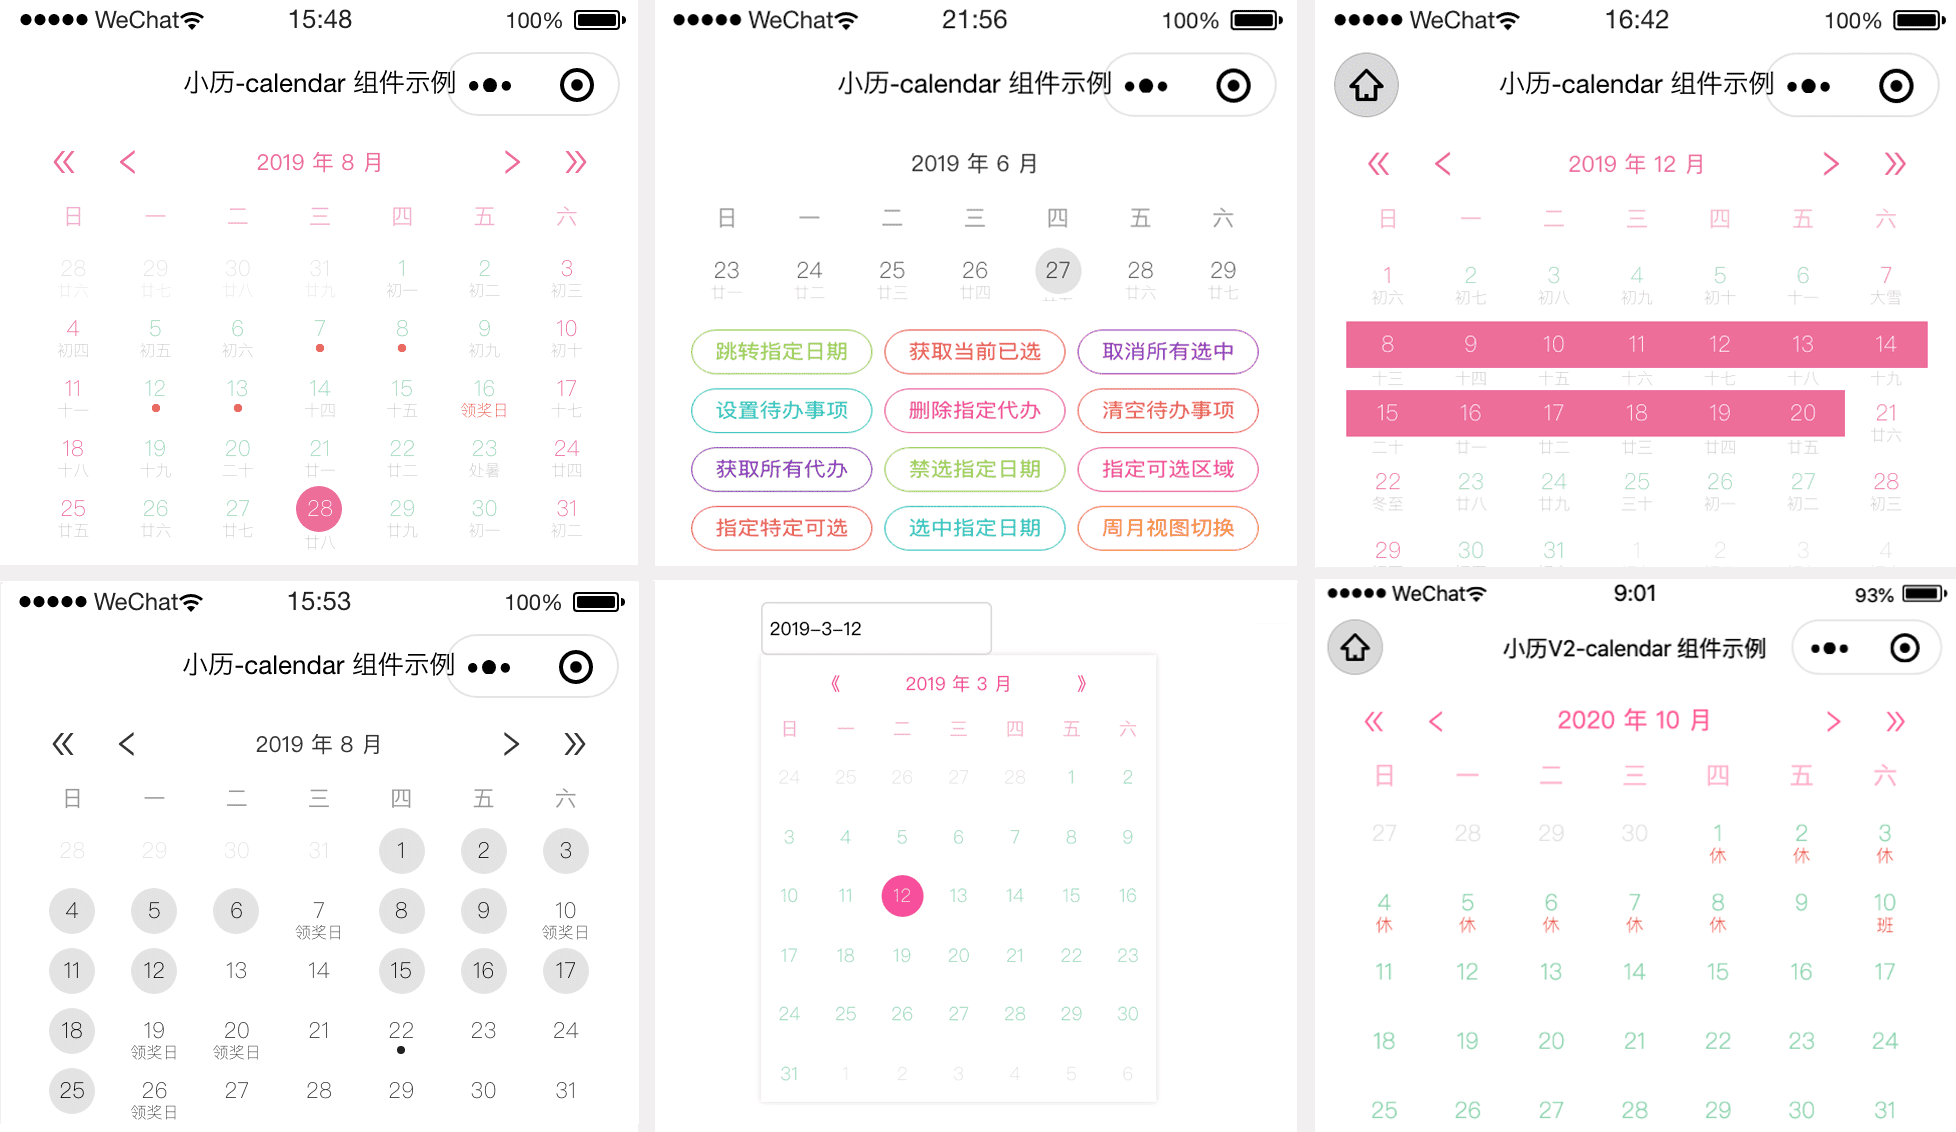 WeChat 15:48 100%
小历-calendar 组件示例
« < 2019 年 8 月 > »
日 一 二 三 四 五 六
28 29 30 31 1 2 3
廿六 廿七 廿八 廿九 初一 初二 初三
4 5 6 7 8 9 10
初四 初五 初六 初九 初十
11 12 13 14 15 16 17
十一 十四 十五 领奖日 十七
18 19 20 21 22 23 24
十八 十九 二十 廿一 廿二 处暑 廿四
25 26 27 28 29 30 31
廿五 廿六 廿七 廿八 廿九 初一 初二
WeChat 21:56 100%
小历-calendar 组件示例
2019 年 6 月
日 一 二 三 四 五 六
23 24 25 26 27 28 29
廿一 廿二 廿三 廿四 廿六 廿七
跳转指定日期 获取当前已选 取消所有选中
设置待办事项 删除指定代办 清空待办事项
获取所有代办 禁选指定日期 指定可选区域
指定特定可选 选中指定日期 周月视图切换
WeChat 16:42 100%
小历-calendar 组件示例
« < 2019 年 12 月 > »
日 一 二 三 四 五 六
1 2 3 4 5 6 7
初六 初七 初八 初九 初十 十一 大雪
8 9 10 11 12 13 14
十三 十四 十五 十六 十七 十八 十九
15 16 17 18 19 20 21
二十 廿一 廿二 廿三 廿四 廿五 廿六
22 23 24 25 26 27 28
冬至 廿八 廿九 三十 初一 初二 初三
29 30 31 1 2 3 4
WeChat 15:53 100%
小历-calendar 组件示例
« < 2019 年 8 月 > »
日 一 二 三 四 五 六
28 29 30 31 1 2 3
4 5 6 7 8 9 10
领奖日 领奖日
11 12 13 14 15 16 17
18 19 20 21 22 23 24
领奖日 领奖日
25 26 27 28 29 30 31
领奖日
2019-3-12
《 2019 年 3 月 》
日 一 二 三 四 五 六
24 25 26 27 28 1 2
3 4 5 6 7 8 9
10 11 12 13 14 15 16
17 18 19 20 21 22 23
24 25 26 27 28 29 30
31 1 2 3 4 5 6
WeChat 9:01 93%
小历V2-calendar 组件示例
« < 2020 年 10 月 > »
日 一 二 三 四 五 六
27 28 29 30 1 2 3
休 休 休
4 5 6 7 8 9 10
休 休 休 休 休 班
11 12 13 14 15 16 17
18 19 20 21 22 23 24
25 26 27 28 29 30 31